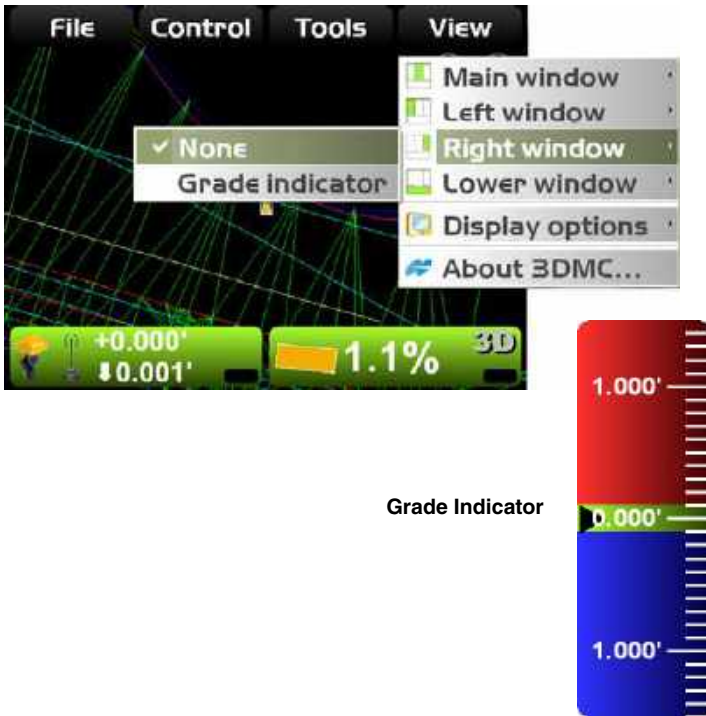 File Control Tools View
Main window
Left window
✓ None Right window
Grade indicator Lower window
Display options
About 3DMC...
+0.000' 1.1% 3D
⬇0.001'
1.000'
Grade Indicator 0.000'
1.000'